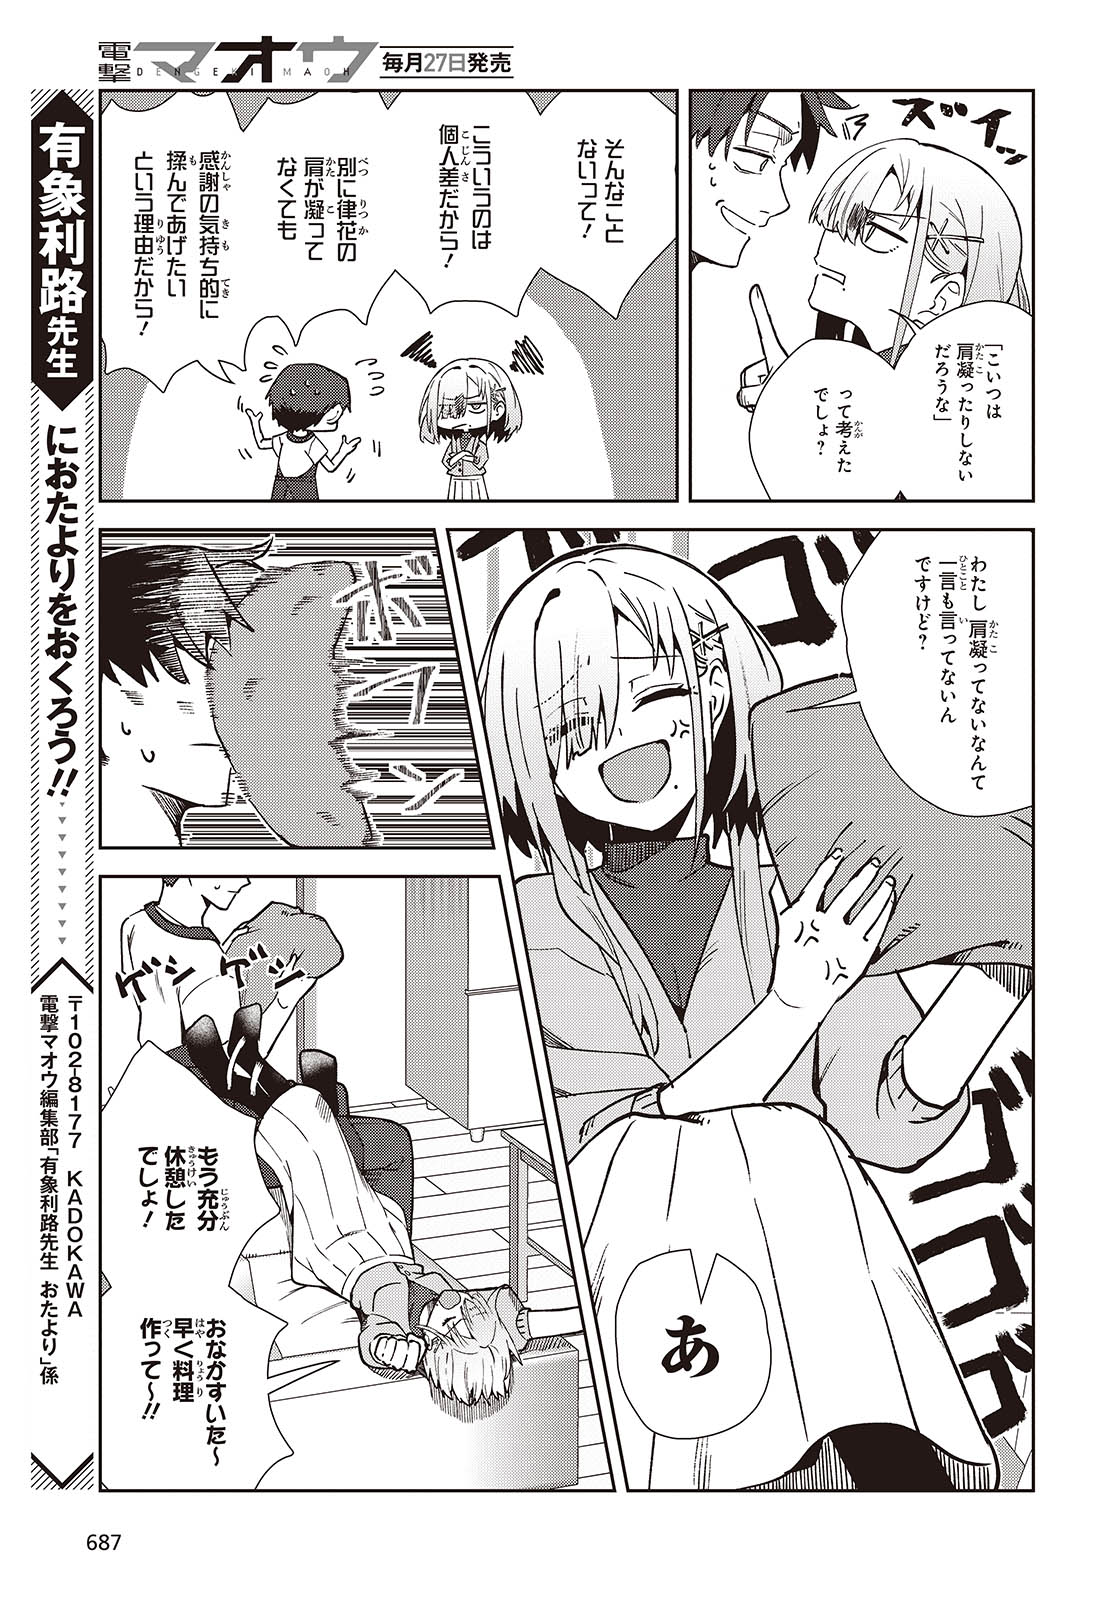 電撃マオウ
DENGEKI MAOH
毎月27日発売
ズイッ
「こいつは
肩凝ったりしない
だろうな」
って考えた
でしょ？
そんなこと
ないって！
こういうのは
個人差だから！
別に律花の
肩が凝って
なくても
感謝の気持ち的に
揉んであげたい
という理由だから！
わたし肩凝ってないなんて
一言も言ってないん
ですけど？
ゴゴ
ゴゴゴゴ
あ
ボフン
ゲシ
ゲシ
もう充分
休憩した
でしょ！
おなかすいた〜
早く料理
作って〜!!
有象利路先生
におたよりをおくろう!!
〒102-8177 KADOKAWA
電撃マオウ編集部「有象利路先生 おたより」係
687